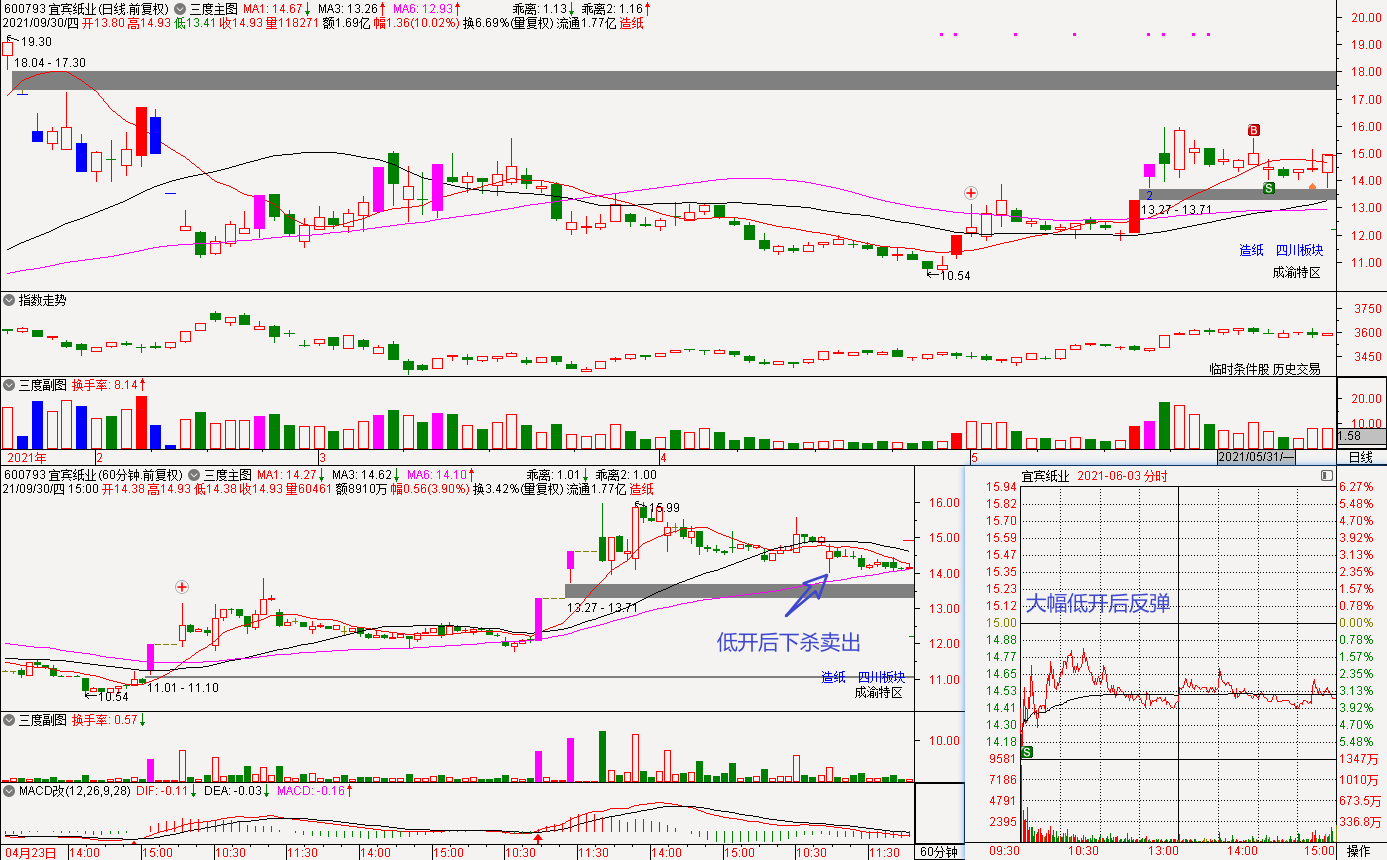 600793 宜宾纸业(日线.前复权) 三度主图 MA1: 14.67↓ MA3: 13.26↑ MA6: 12.93↑ 乖离: 1.13↓ 乖离2: 1.16↑
2021/09/30/四 开13.80 高14.93 低13.41 收14.93 量118271 额1.69亿 幅1.36(10.02%) 换6.69%(量复权) 流通1.77亿 造纸
20.00
19.00
18.00
17.00
16.00
15.00
14.00
13.00
12.00
11.00
19.30
18.04 - 17.30
B
S
2
13.27 - 13.71
造纸 四川板块
成渝特区
10.54
指数走势
3750
3600
3450
临时条件股 历史交易
三度副图 换手率: 8.14↑
20.00
10.00
1.58
2021年 2 3 4 5 2021/05/31/一 日线
600793 宜宾纸业(60分钟.前复权) 三度主图 MA1: 14.27↓ MA3: 14.62↓ MA6: 14.10↑ 乖离: 1.01↓ 乖离2: 1.00
21/09/30/四 15:00 开14.38 高14.93 低14.38 收14.93 量60461 额8910万 幅0.56(3.90%) 换3.42%(量复权) 流通1.77亿 造纸
16.00
15.00
14.00
13.00
12.00
11.00
15.99
13.27 - 13.71
低开后下杀卖出
造纸 四川板块
成渝特区
11.01 - 11.10
10.54
三度副图 换手率: 0.57↓
10.00
MACD改(12,26,9,28) DIF: -0.11↓ DEA: -0.03↓ MACD: -0.16↑
04月23日 14:00 15:00 10:30 11:30 14:00 15:00 10:30 11:30 14:00 15:00 10:30 11:30 60分钟
宜宾纸业 2021-06-03 分时
15.94 6.27%
15.82 5.48%
15.70 4.70%
15.59 3.92%
15.47 3.13%
15.35 2.35%
15.23 1.57%
15.12 0.78%
15.00 0.00%
14.88 0.78%
14.77 1.57%
14.65 2.35%
14.53 3.13%
14.41 3.92%
14.30 4.70%
14.18 5.48%
9581 1347万
7186 1010万
4791 673.5万
2395 336.8万
大幅低开后反弹
S
09:30 10:30 13:00 14:00 15:00 操作